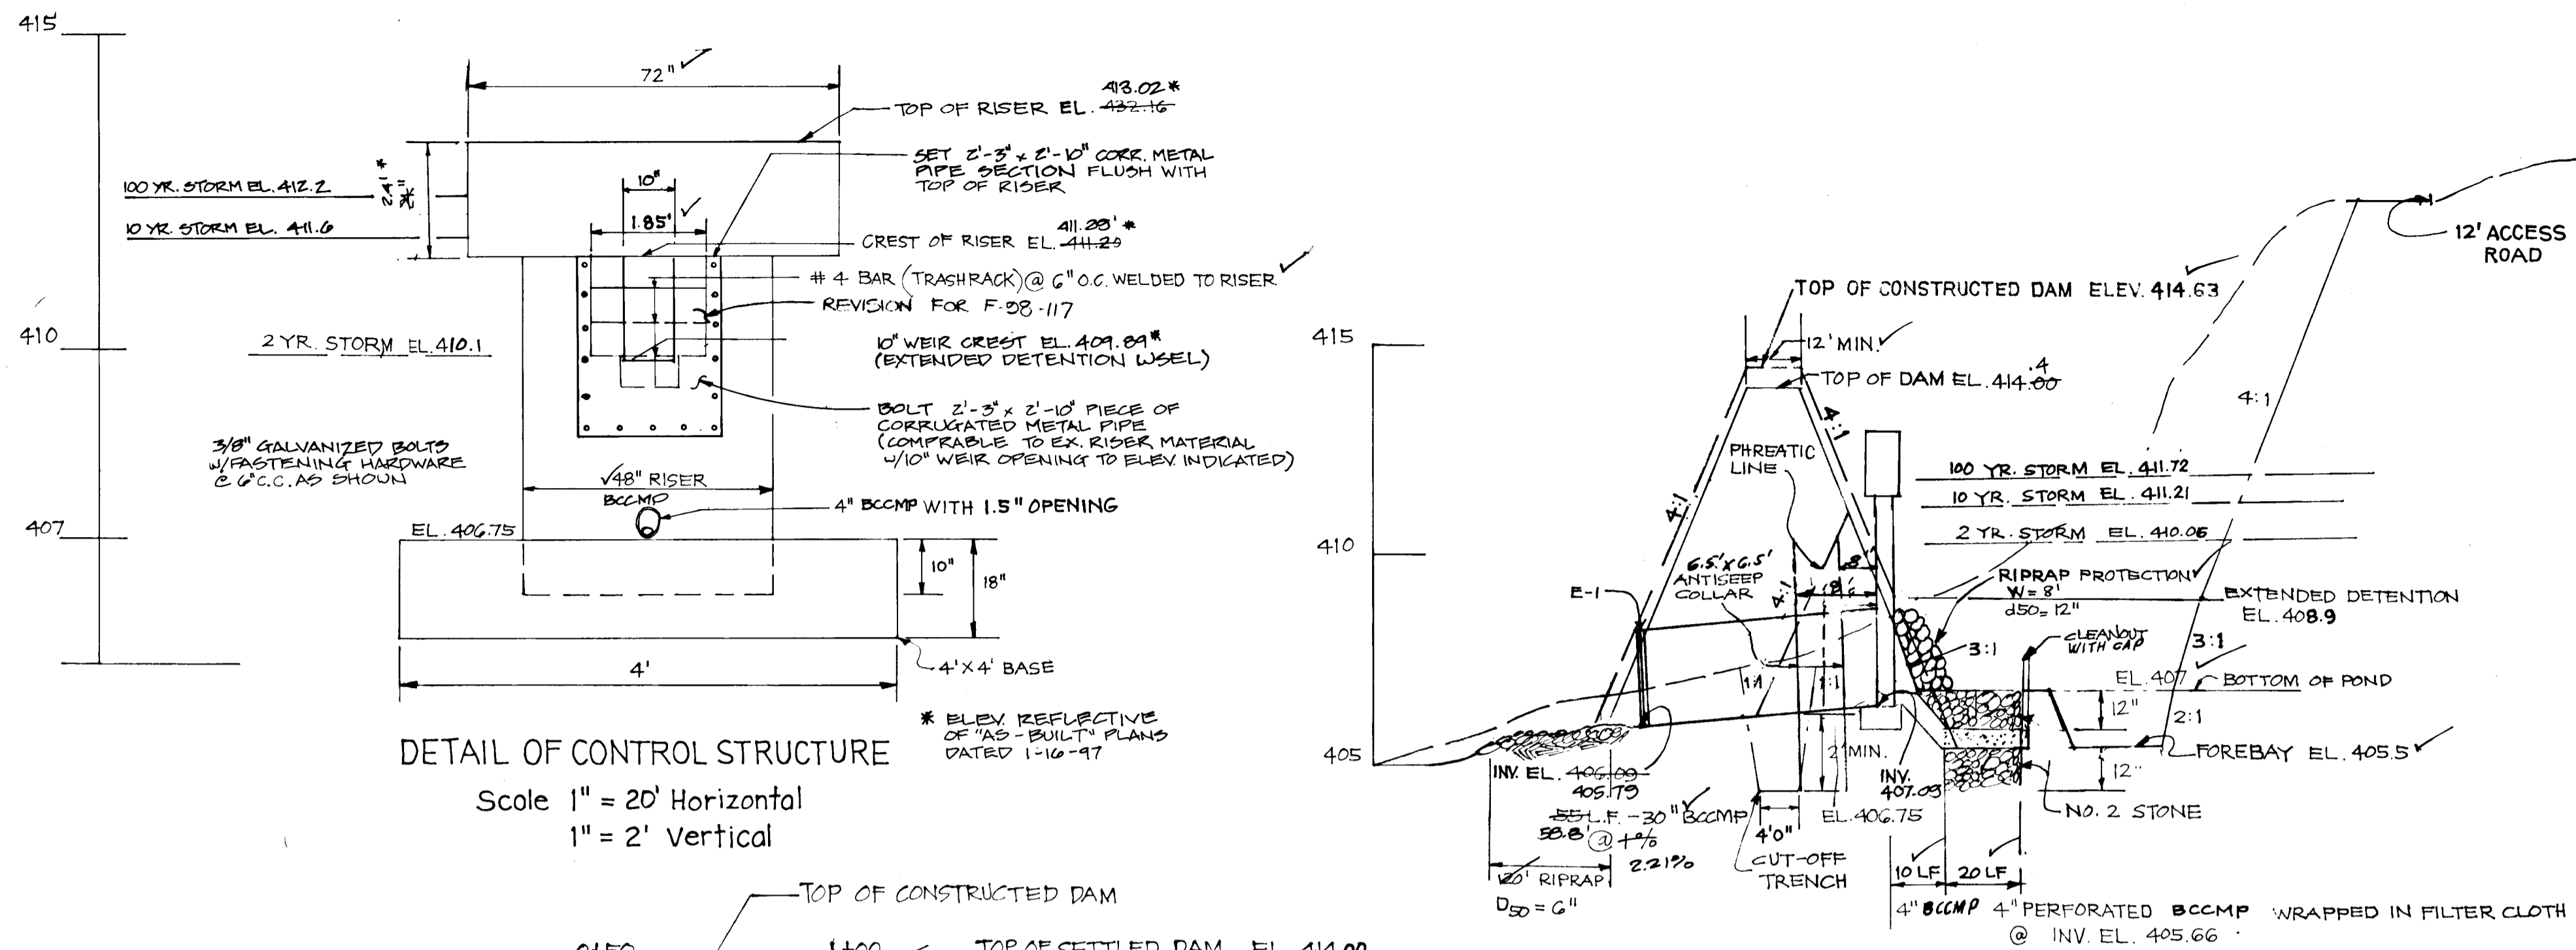 415
72"
413.02*
TOP OF RISER EL. 432.16
SET 2'-3" x 2'-10" CORR. METAL
PIPE SECTION FLUSH WITH
TOP OF RISER
100 YR. STORM EL. 412.2
2.41*
10"
10 YR. STORM EL. 411.6
1.85'
CREST OF RISER EL. 411.29
# 4 BAR (TRASHRACK) @ 6" O.C. WELDED TO RISER
REVISION FOR F-98-117
410
2 YR. STORM EL. 410.1
10" WEIR CREST EL. 409.89*
(EXTENDED DETENTION WSEL)
BOLT 2'-3" x 2'-10" PIECE OF
CORRUGATED METAL PIPE
(COMPRABLE TO EX. RISER MATERIAL
W/10" WEIR OPENING TO ELEV. INDICATED)
3/8" GALVANIZED BOLTS
W/FASTENING HARDWARE
@ 6" C.C. AS SHOWN
48" RISER
BCCMP
4" BCCMP WITH 1.5" OPENING
407
EL. 406.75
10"
18"
4'X4' BASE
4'
* ELEV. REFLECTIVE
OF "AS-BUILT" PLANS
DATED 1-16-97
DETAIL OF CONTROL STRUCTURE
Scale 1" = 20' Horizontal
1" = 2' Vertical
TOP OF CONSTRUCTED DAM
TOP OF SETTLED DAM EL. 414.00
12' ACCESS
ROAD
TOP OF CONSTRUCTED DAM ELEV. 414.63
415
12' MIN.
.4
TOP OF DAM EL. 414.00
4:1
4:1
PHREATIC
LINE
4:1
100 YR. STORM EL. 411.72
10 YR. STORM EL. 411.21
2 YR. STORM EL. 410.06
410
6.5' X 6.5'
ANTISEEP
COLLAR
4:1
8'
E-1
RIPRAP PROTECTION
W = 8'
d50 = 12"
EXTENDED DETENTION
EL. 408.9
CLEANOUT
WITH CAP
3:1
3:1
1:1
1:1
EL. 407
BOTTOM OF POND
12"
2:1
405
2' MIN.
FOREBAY EL. 405.5
INV. EL. 406.09
405.79
INV.
407.09
12"
NO. 2 STONE
55 L.F. - 30" BCCMP
58.8' @ 1%
2.21%
EL. 406.75
4'0"
CUT-OFF
TRENCH
20' RIPRAP
D50 = 6"
10 LF
20 LF
4" BCCMP 4" PERFORATED BCCMP WRAPPED IN FILTER CLOTH
@ INV. EL. 405.66